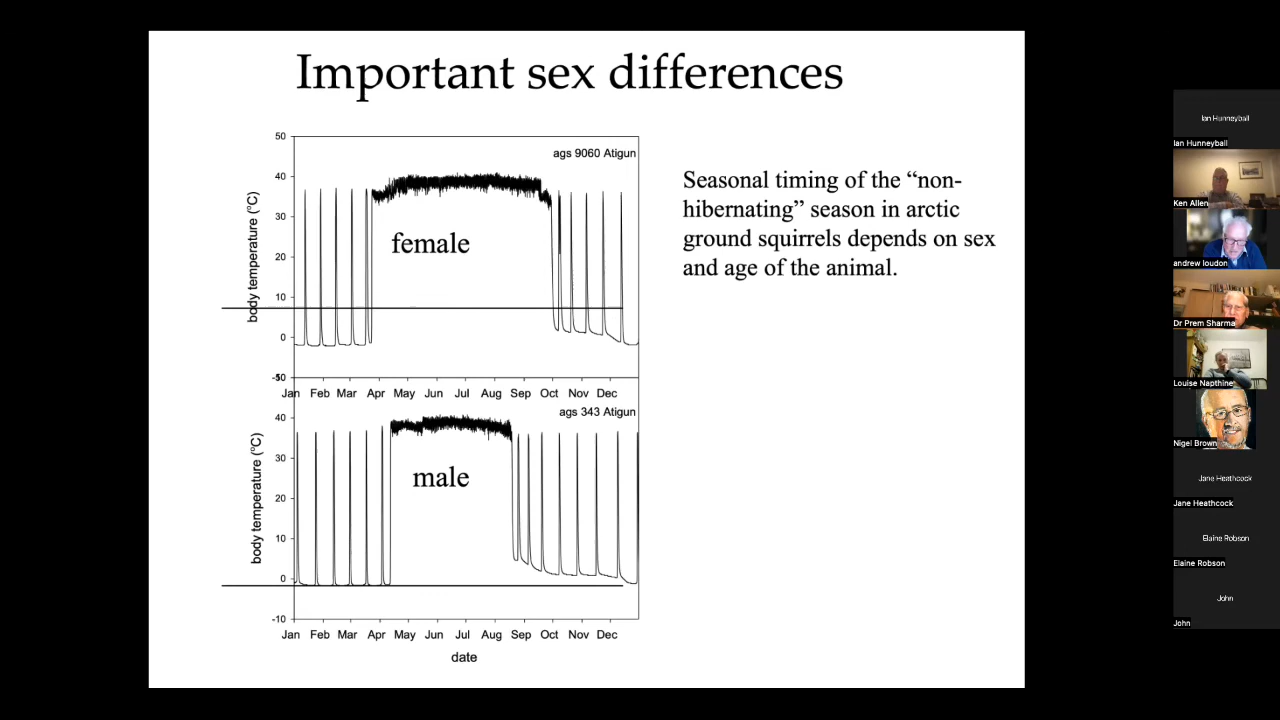 Important sex differences
50
ags 9060 Atigun
40
30
female
20
10
0
-50
body temperature (°C)
Jan Feb Mar Apr May Jun Jul Aug Sep Oct Nov Dec
ags 343 Atigun
40
30
male
20
10
0
-10
body temperature (°C)
Jan Feb Mar Apr May Jun Jul Aug Sep Oct Nov Dec
date
Seasonal timing of the “non-
hibernating” season in arctic
ground squirrels depends on sex
and age of the animal.
Ian Hunneyball
Ian Hunneyball
Ken Allen
andrew loudon
Dr Prem Sharma
Louise Napthine
Nigel Brown
Jane Heathcock
Jane Heathcock
Elaine Robson
Elaine Robson
John
John